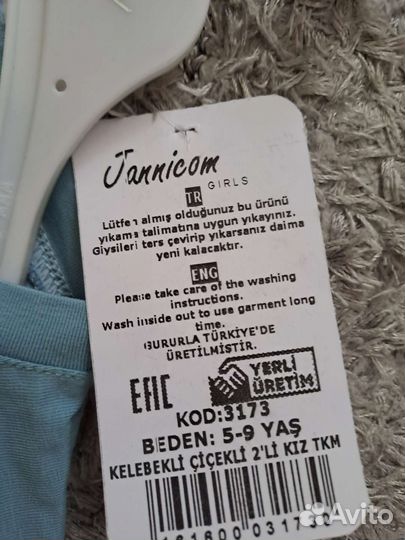 Jannicom
GIRLS
TR
Lütfen almış olduğunuz bu ürünü
yıkama talimatına uygun yıkayınız.
Giysileri ters çevirip yıkarsanız daima
yeni kalacaktır.
ENG
Please take care of the washing
instructions.
Wash inside out to use garment long
time.
GURURLA TÜRKİYE'DE
ÜRETİLMİŞTİR.
EAC
YERLİ
ÜRETİM
KOD:3173
BEDEN: 5-9 YAŞ
KELEBEKLİ ÇİÇEKLİ 2'Lİ KIZ TKM
Avito